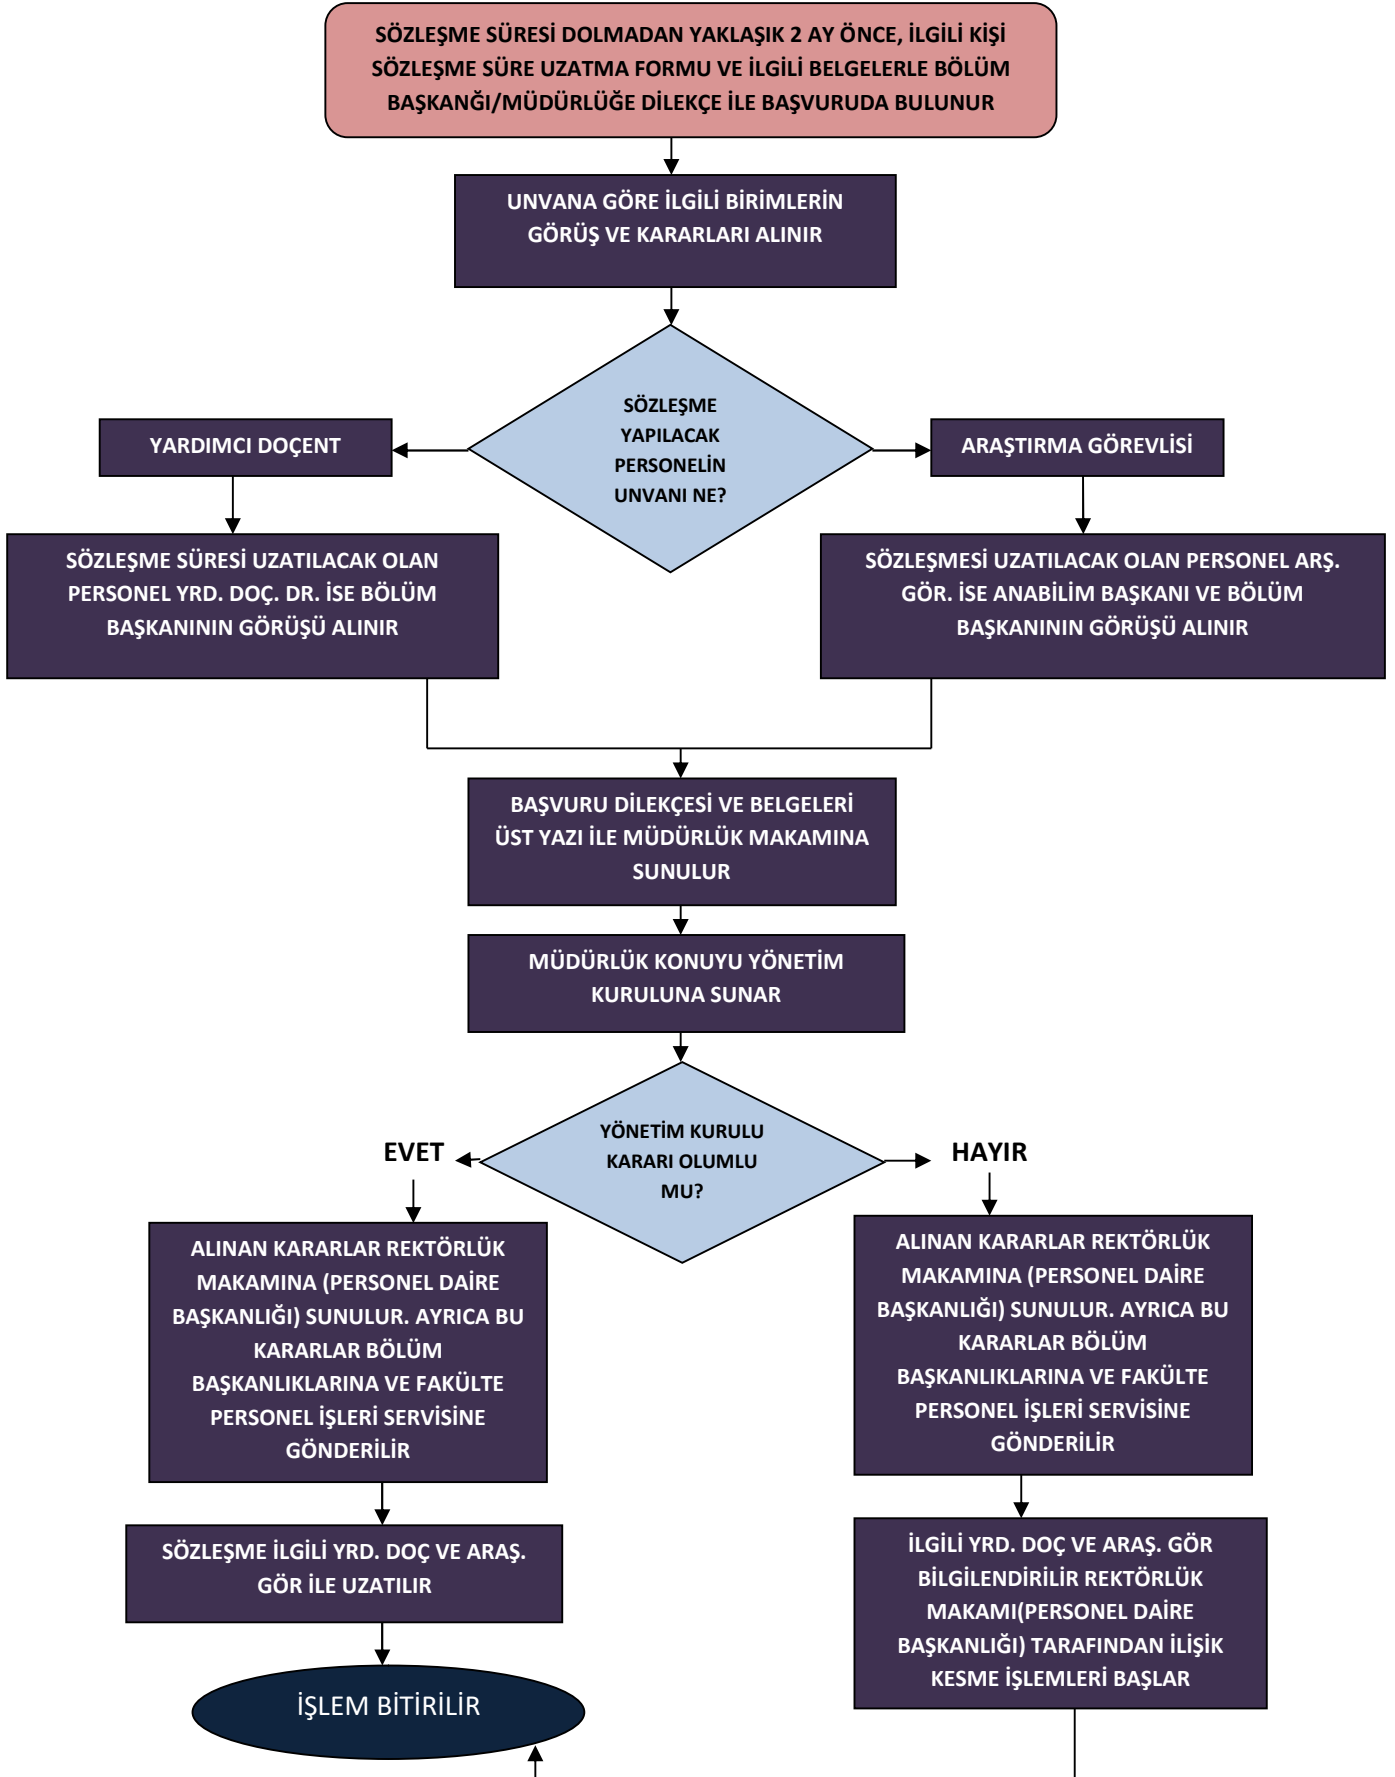 SÖZLEŞME SÜRESİ DOLMADAN YAKLAŞIK 2 AY ÖNCE, İLGİLİ KİŞİ
SÖZLEŞME SÜRE UZATMA FORMU VE İLGİLİ BELGELERLE BÖLÜM
BAŞKANĞI/MÜDÜRLÜĞE DİLEKÇE İLE BAŞVURUDA BULUNUR
UNVANA GÖRE İLGİLİ BİRİMLERİN
GÖRÜŞ VE KARARLARI ALINIR
SÖZLEŞME
YAPILACAK
PERSONELİN
UNVANI NE?
YARDIMCI DOÇENT
ARAŞTIRMA GÖREVLİSİ
SÖZLEŞME SÜRESİ UZATILACAK OLAN
PERSONEL YRD. DOÇ. DR. İSE BÖLÜM
BAŞKANININ GÖRÜŞÜ ALINIR
SÖZLEŞMESİ UZATILACAK OLAN PERSONEL ARŞ.
GÖR. İSE ANABİLİM BAŞKANI VE BÖLÜM
BAŞKANININ GÖRÜŞÜ ALINIR
BAŞVURU DİLEKÇESİ VE BELGELERİ
ÜST YAZI İLE MÜDÜRLÜK MAKAMINA
SUNULUR
MÜDÜRLÜK KONUYU YÖNETİM
KURULUNA SUNAR
YÖNETİM KURULU
KARARI OLUMLU
MU?
EVET
HAYIR
ALINAN KARARLAR REKTÖRLÜK
MAKAMINA (PERSONEL DAİRE
BAŞKANLIĞI) SUNULUR. AYRICA BU
KARARLAR BÖLÜM
BAŞKANLIKLARINA VE FAKÜLTE
PERSONEL İŞLERİ SERVİSİNE
GÖNDERİLİR
ALINAN KARARLAR REKTÖRLÜK
MAKAMINA (PERSONEL DAİRE
BAŞKANLIĞI) SUNULUR. AYRICA BU
KARARLAR BÖLÜM
BAŞKANLIKLARINA VE FAKÜLTE
PERSONEL İŞLERİ SERVİSİNE
GÖNDERİLİR
SÖZLEŞME İLGİLİ YRD. DOÇ VE ARAŞ.
GÖR İLE UZATILIR
İLGİLİ YRD. DOÇ VE ARAŞ. GÖR
BİLGİLENDİRİLİR REKTÖRLÜK
MAKAMI(PERSONEL DAİRE
BAŞKANLIĞI) TARAFINDAN İLİŞİK
KESME İŞLEMLERİ BAŞLAR
İŞLEM BİTİRİLİR